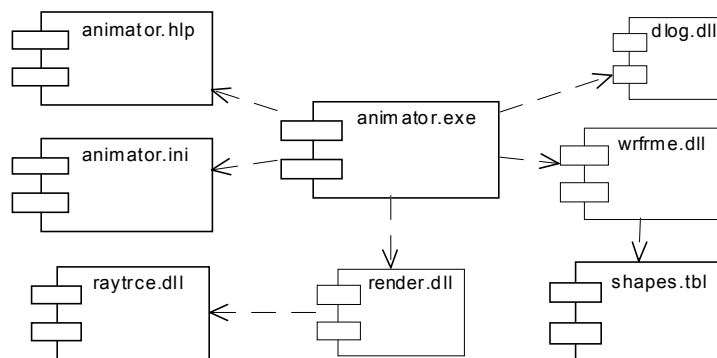 animator.hlp
dlog.dll
animator.exe
animator.ini
wrfrme.dll
raytrce.dll
render.dll
shapes.tbl